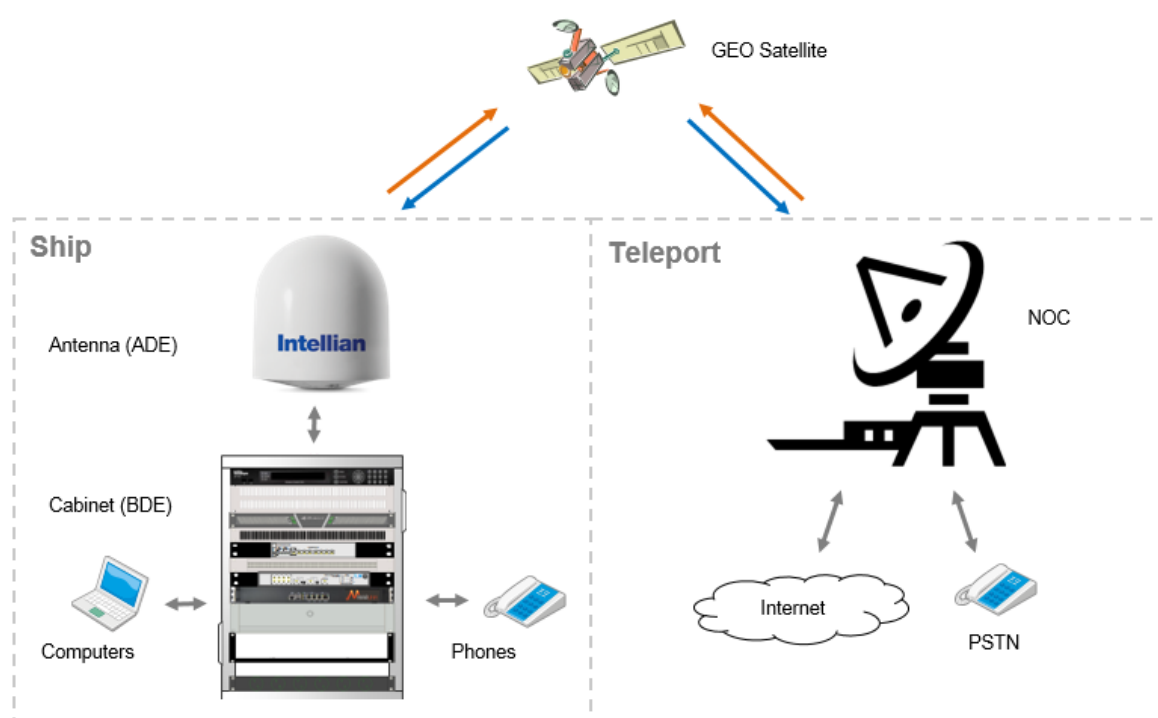 GEO Satellite
Ship
Teleport
Intellian
Antenna (ADE)
NOC
Cabinet (BDE)
Internet
Computers
Phones
PSTN